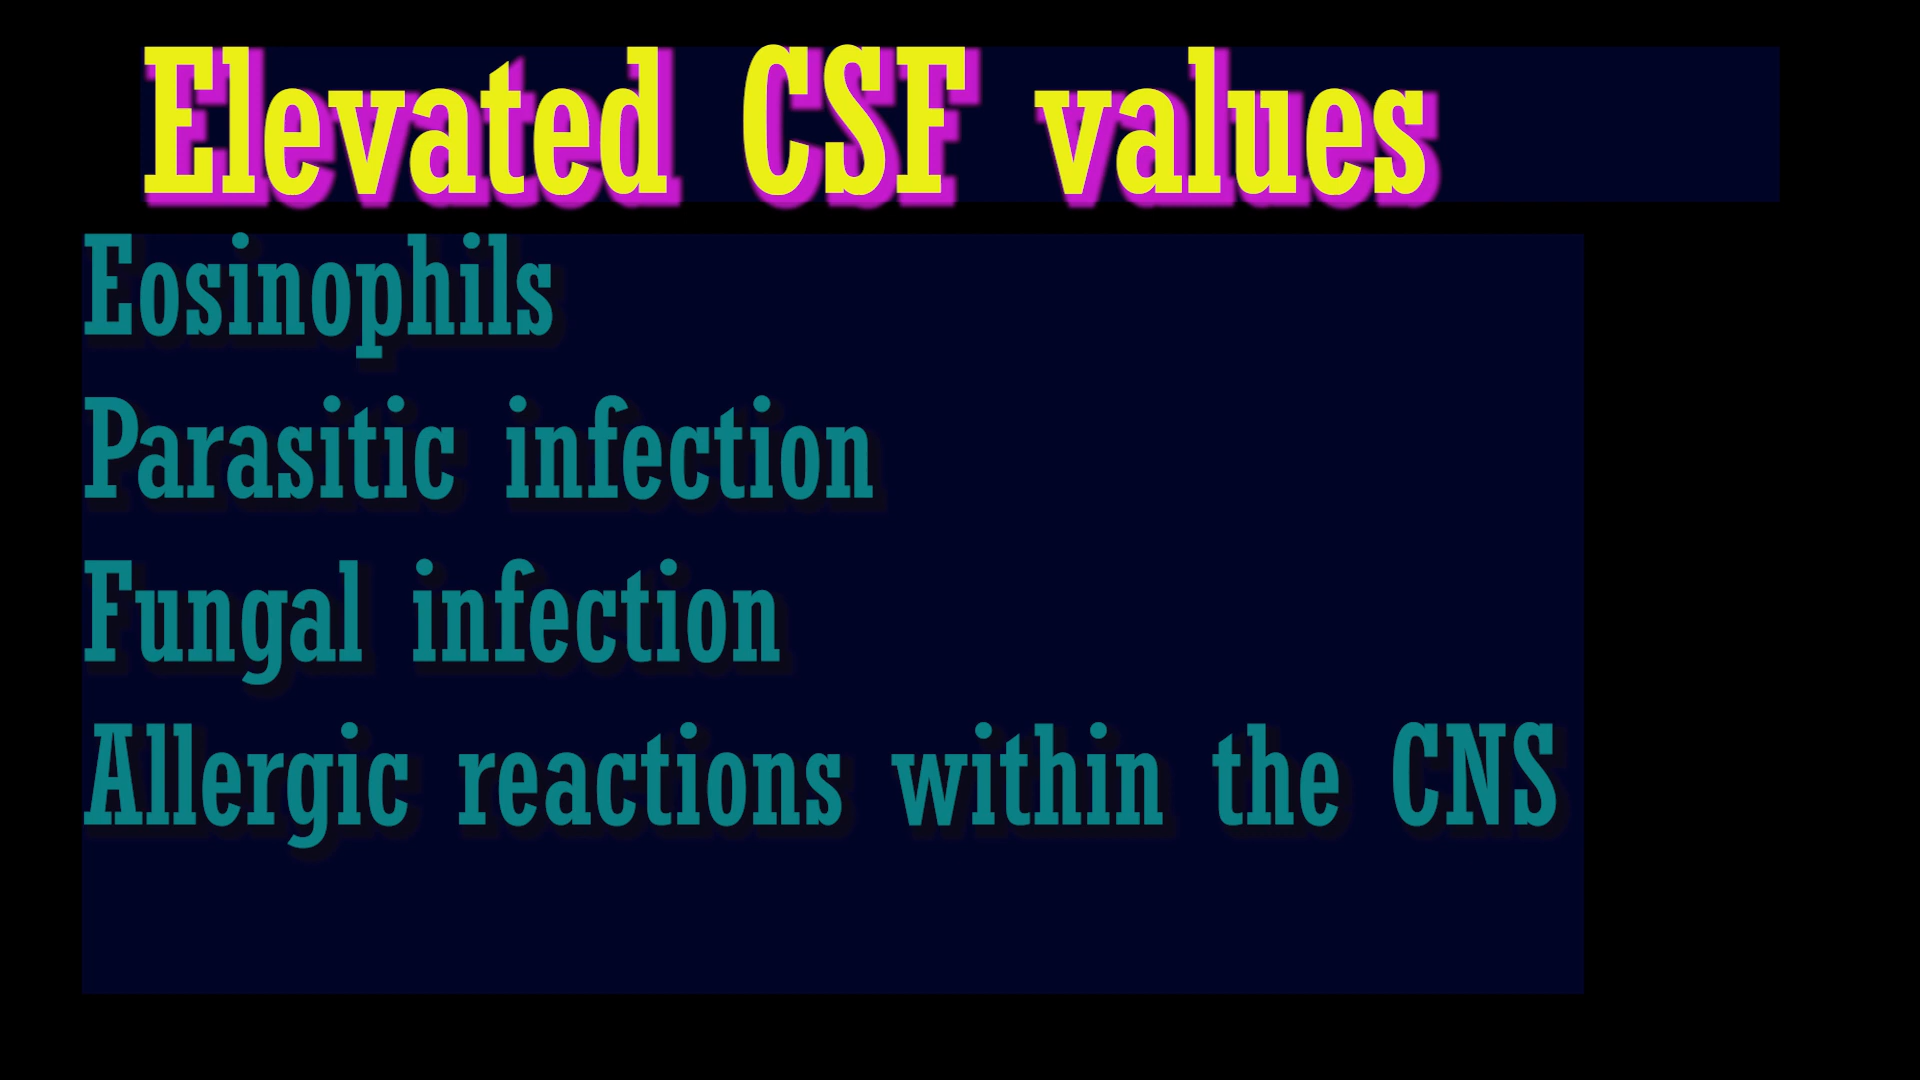 Elevated CSF values
Eosinophils
Parasitic infection
Fungal infection
Allergic reactions within the CNS